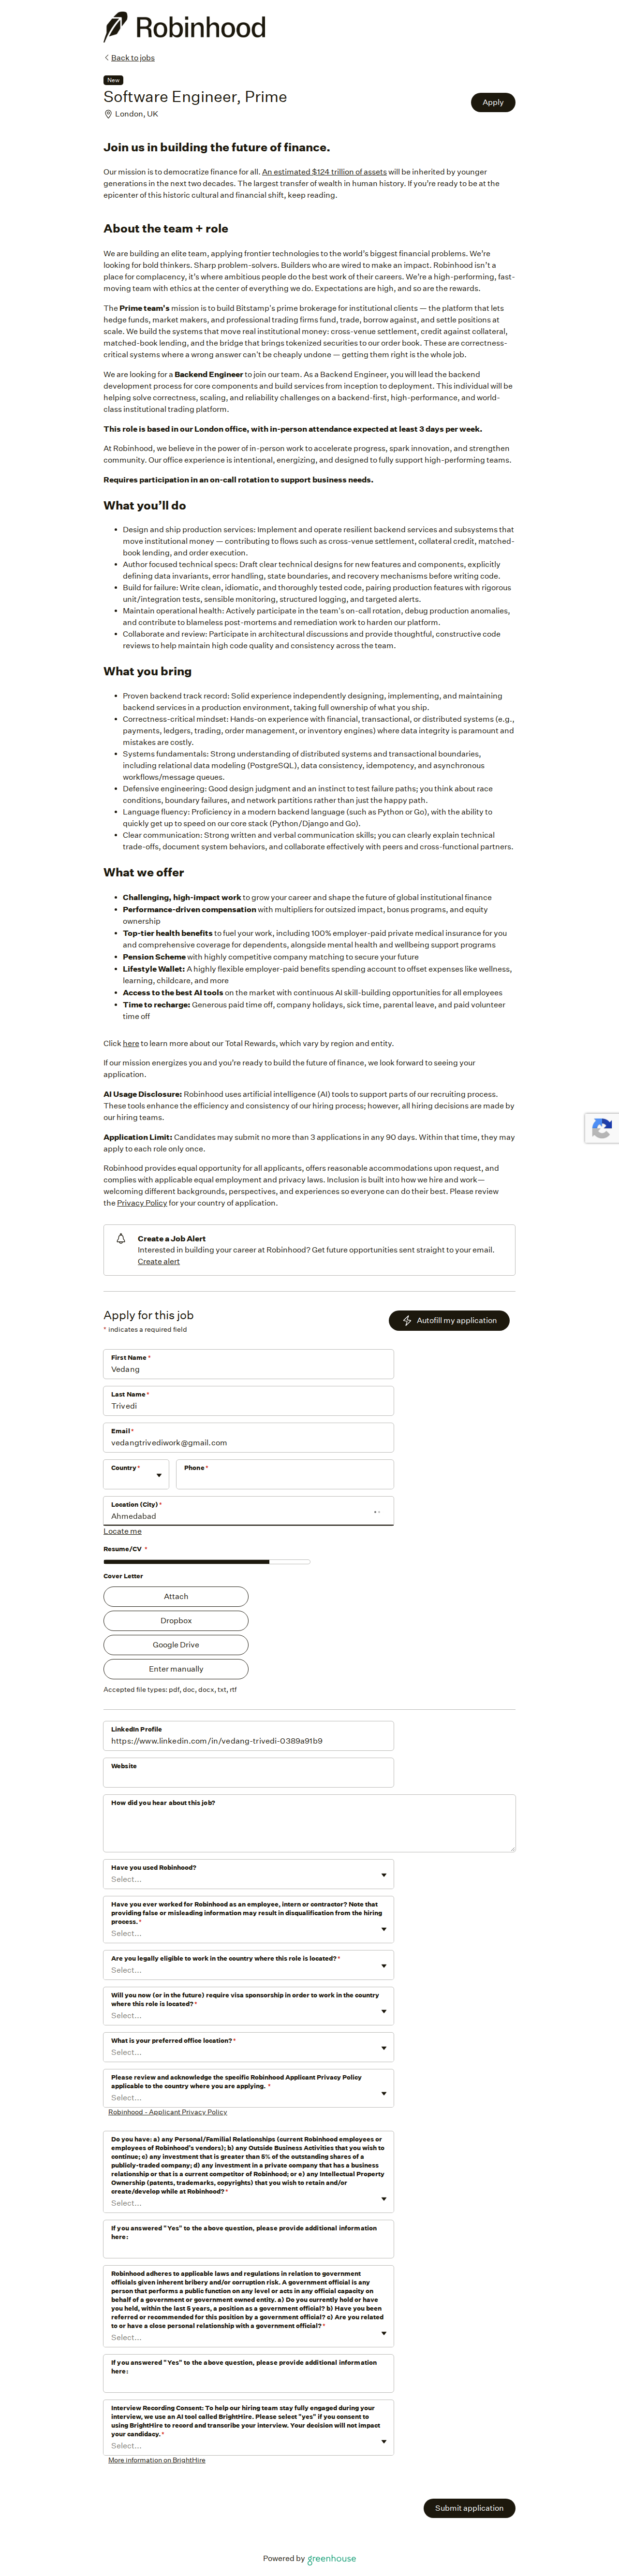 Robinhood
Back to jobs
New
Software Engineer, Prime
London, UK
Apply
Join us in building the future of finance.
Our mission is to democratize finance for all. An estimated $124 trillion of assets will be inherited by younger
generations in the next two decades. The largest transfer of wealth in human history. If you’re ready to be at the
epicenter of this historic cultural and financial shift, keep reading.
About the team + role
We are building an elite team, applying frontier technologies to the world’s biggest financial problems. We’re
looking for bold thinkers. Sharp problem-solvers. Builders who are wired to make an impact. Robinhood isn’t a
place for complacency, it’s where ambitious people do the best work of their careers. We’re a high-performing, fast-
moving team with ethics at the center of everything we do. Expectations are high, and so are the rewards.
The Prime team's mission is to build Bitstamp's prime brokerage for institutional clients — the platform that lets
hedge funds, market makers, and professional trading firms fund, trade, borrow against, and settle positions at
scale. We build the systems that move real institutional money: cross-venue settlement, credit against collateral,
matched-book lending, and the bridge that brings tokenized securities to our order book. These are correctness-
critical systems where a wrong answer can't be cheaply undone — getting them right is the whole job.
We are looking for a Backend Engineer to join our team. As a Backend Engineer, you will lead the backend
development process for core components and build services from inception to deployment. This individual will be
helping solve correctness, scaling, and reliability challenges on a backend-first, high-performance, and world-
class institutional trading platform.
This role is based in our London office, with in-person attendance expected at least 3 days per week.
At Robinhood, we believe in the power of in-person work to accelerate progress, spark innovation, and strengthen
community. Our office experience is intentional, energizing, and designed to fully support high-performing teams.
Requires participation in an on-call rotation to support business needs.
What you’ll do
• Design and ship production services: Implement and operate resilient backend services and subsystems that
move institutional money — contributing to flows such as cross-venue settlement, collateral credit, matched-
book lending, and order execution.
• Author focused technical specs: Draft clear technical designs for new features and components, explicitly
defining data invariants, error handling, state boundaries, and recovery mechanisms before writing code.
• Build for failure: Write clean, idiomatic, and thoroughly tested code, pairing production features with rigorous
unit/integration tests, sensible monitoring, structured logging, and targeted alerts.
• Maintain operational health: Actively participate in the team's on-call rotation, debug production anomalies,
and contribute to blameless post-mortems and remediation work to harden our platform.
• Collaborate and review: Participate in architectural discussions and provide thoughtful, constructive code
reviews to help maintain high code quality and consistency across the team.
What you bring
• Proven backend track record: Solid experience independently designing, implementing, and maintaining
backend services in a production environment, taking full ownership of what you ship.
• Correctness-critical mindset: Hands-on experience with financial, transactional, or distributed systems (e.g.,
payments, ledgers, trading, order management, or inventory engines) where data integrity is paramount and
mistakes are costly.
• Systems fundamentals: Strong understanding of distributed systems and transactional boundaries,
including relational data modeling (PostgreSQL), data consistency, idempotency, and asynchronous
workflows/message queues.
• Defensive engineering: Good design judgment and an instinct to test failure paths; you think about race
conditions, boundary failures, and network partitions rather than just the happy path.
• Language fluency: Proficiency in a modern backend language (such as Python or Go), with the ability to
quickly get up to speed on our core stack (Python/Django and Go).
• Clear communication: Strong written and verbal communication skills; you can clearly explain technical
trade-offs, document system behaviors, and collaborate effectively with peers and cross-functional partners.
What we offer
• Challenging, high-impact work to grow your career and shape the future of global institutional finance
• Performance-driven compensation with multipliers for outsized impact, bonus programs, and equity
ownership
• Top-tier health benefits to fuel your work, including 100% employer-paid private medical insurance for you
and comprehensive coverage for dependents, alongside mental health and wellbeing support programs
• Pension Scheme with highly competitive company matching to secure your future
• Lifestyle Wallet: A highly flexible employer-paid benefits spending account to offset expenses like wellness,
learning, childcare, and more
• Access to the best AI tools on the market with continuous AI skill-building opportunities for all employees
• Time to recharge: Generous paid time off, company holidays, sick time, parental leave, and paid volunteer
time off
Click here to learn more about our Total Rewards, which vary by region and entity.
If our mission energizes you and you’re ready to build the future of finance, we look forward to seeing your
application.
AI Usage Disclosure: Robinhood uses artificial intelligence (AI) tools to support parts of our recruiting process.
These tools enhance the efficiency and consistency of our hiring process; however, all hiring decisions are made by
our hiring teams.
Application Limit: Candidates may submit no more than 3 applications in any 90 days. Within that time, they may
apply to each role only once.
Robinhood provides equal opportunity for all applicants, offers reasonable accommodations upon request, and
complies with applicable equal employment and privacy laws. Inclusion is built into how we hire and work—
welcoming different backgrounds, perspectives, and experiences so everyone can do their best. Please review
the Privacy Policy for your country of application.
Create a Job Alert
Interested in building your career at Robinhood? Get future opportunities sent straight to your email.
Create alert
Apply for this job
* indicates a required field
Autofill my application
First Name *
Vedang
Last Name *
Trivedi
Email *
vedangtrivediwork@gmail.com
Country *
Phone *
Location (City) *
Ahmedabad
Locate me
Resume/CV *
Cover Letter
Attach
Dropbox
Google Drive
Enter manually
Accepted file types: pdf, doc, docx, txt, rtf
LinkedIn Profile
https://www.linkedin.com/in/vedang-trivedi-0389a91b9
Website
How did you hear about this job?
Have you used Robinhood?
Select...
Have you ever worked for Robinhood as an employee, intern or contractor? Note that
providing false or misleading information may result in disqualification from the hiring
process. *
Select...
Are you legally eligible to work in the country where this role is located? *
Select...
Will you now (or in the future) require visa sponsorship in order to work in the country
where this role is located? *
Select...
What is your preferred office location? *
Select...
Please review and acknowledge the specific Robinhood Applicant Privacy Policy
applicable to the country where you are applying. *
Select...
Robinhood - Applicant Privacy Policy
Do you have: a) any Personal/Familial Relationships (current Robinhood employees or
employees of Robinhood's vendors); b) any Outside Business Activities that you wish to
continue; c) any investment that is greater than 5% of the outstanding shares of a
publicly-traded company; d) any investment in a private company that has a business
relationship or that is a current competitor of Robinhood; or e) any Intellectual Property
Ownership (patents, trademarks, copyrights) that you wish to retain and/or
create/develop while at Robinhood? *
Select...
If you answered "Yes" to the above question, please provide additional information
here:
Robinhood adheres to applicable laws and regulations in relation to government
officials given inherent bribery and/or corruption risk. A government official is any
person that performs a public function on any level or acts in any official capacity on
behalf of a government or government owned entity. a) Do you currently hold or have
you held, within the last 5 years, a position as a government official? b) Have you been
referred or recommended for this position by a government official? c) Are you related
to or have a close personal relationship with a government official? *
Select...
If you answered "Yes" to the above question, please provide additional information
here:
Interview Recording Consent: To help our hiring team stay fully engaged during your
interview, we use an AI tool called BrightHire. Please select "yes" if you consent to
using BrightHire to record and transcribe your interview. Your decision will not impact
your candidacy. *
Select...
More information on BrightHire
Submit application
Powered by greenhouse